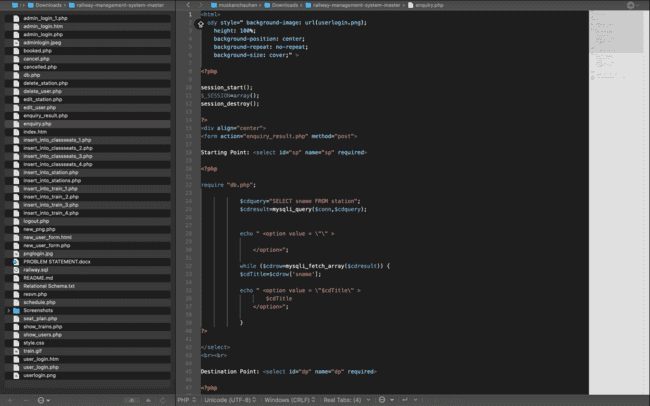 Downloads › railway-management-system-master
admin_login_1.php
admin_login.htm
admin_login.php
adminlogin.jpeg
booked.php
cancel.php
cancelled.php
db.php
delete_station.php
delete_user.php
edit_station.php
edit_user.php
enquiry_result.php
enquiry.php
index.htm
insert_into_classseats_1.php
insert_into_classseats_2.php
insert_into_classseats_3.php
insert_into_classseats_4.php
insert_into_station.php
insert_into_stations.php
insert_into_train_1.php
insert_into_train_2.php
insert_into_train_3.php
insert_into_train_4.php
logout.php
new_png.php
new_user_form.html
new_user_form.php
pnglogin.jpg
PROBLEM STATEMENT.docx
railway.sql
README.md
Relational Schema.txt
resvn.php
schedule.php
Screenshots
seat_plan.php
show_trains.php
show_users.php
style.css
train.gif
user_login.htm
user_login.php
userlogin.png
muskanchauhan › Downloads › railway-management-system-master › enquiry.php
<html>
ody style=" background-image: url(userlogin.png);
height: 100%;
background-position: center;
background-repeat: no-repeat;
background-size: cover;" >
<?php
session_start();
$_SESSION=array();
session_destroy();
?>
<div align="center">
<form action="enquiry_result.php" method="post">
Starting Point: <select id="sp" name="sp" required>
<?php
require "db.php";
$cdquery="SELECT sname FROM station";
$cdresult=mysqli_query($conn,$cdquery);
echo " <option value = \"\" >
</option>";
while ($cdrow=mysqli_fetch_array($cdresult)) {
$cdTitle=$cdrow['sname'];
echo " <option value = \"$cdTitle\" >
$cdTitle
</option>";
}
?>
</select>
<br><br>
Destination Point: <select id="dp" name="dp" required>
<?php
PHP Unicode (UTF-8) Windows (CRLF) Real Tabs: (4)